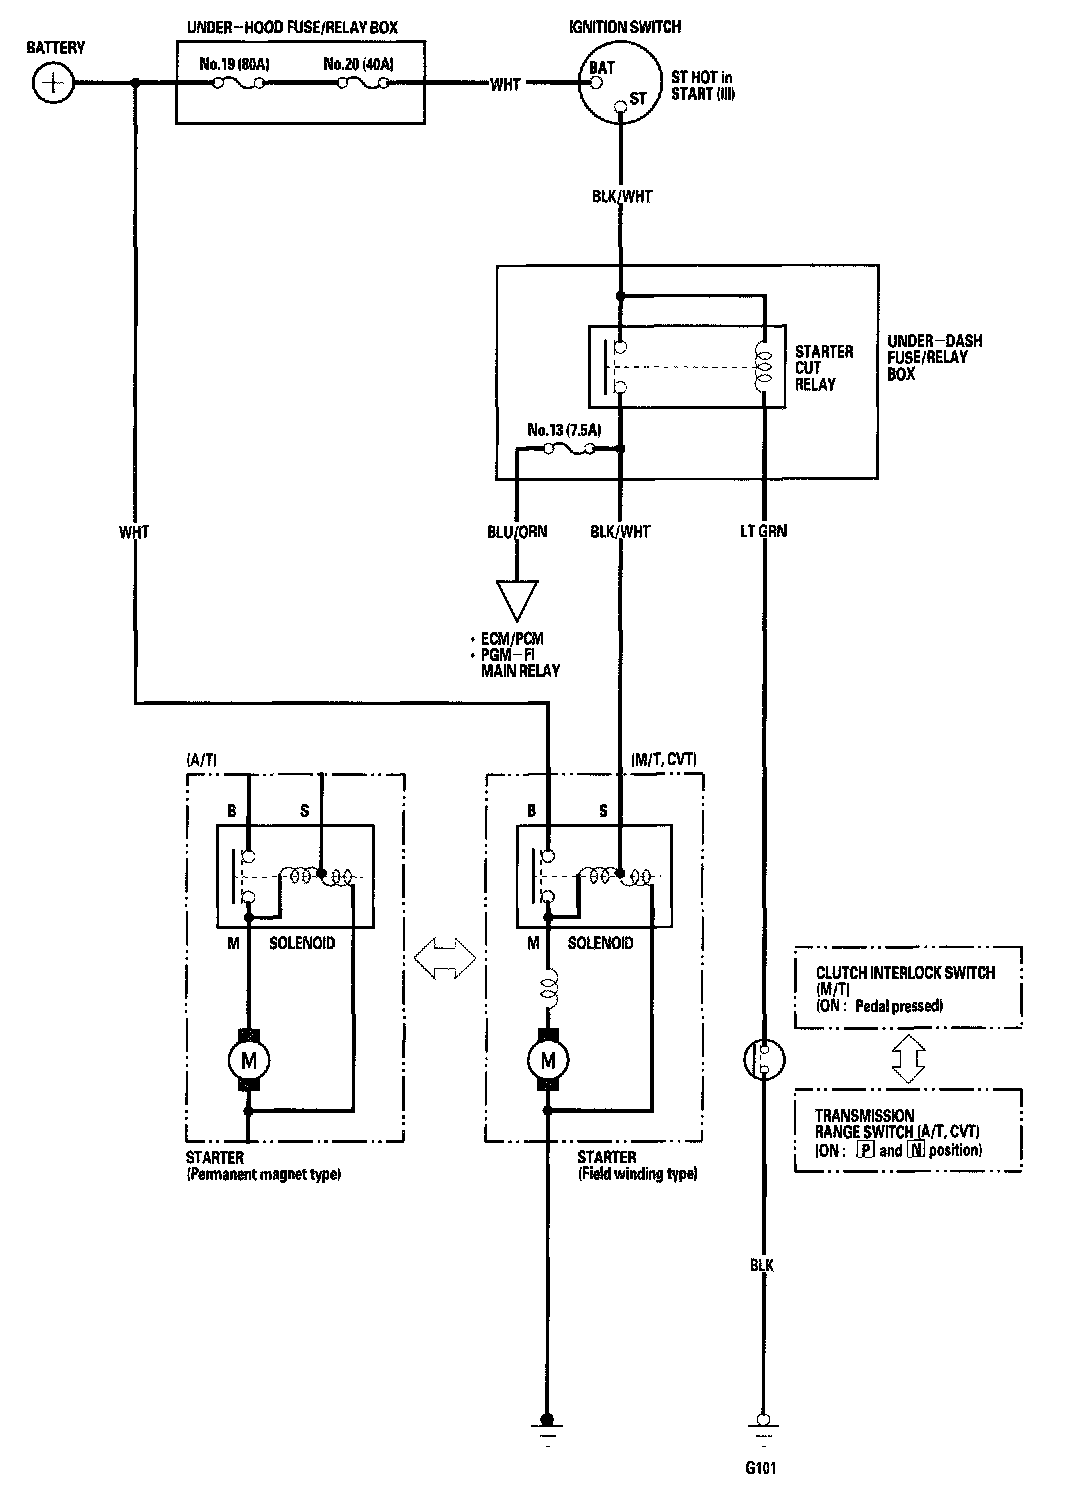 UNDER-HOOD FUSE/RELAY BOX
IGNITION SWITCH
BATTERY
No.19 (80A)
No.20 (40A)
BAT
ST HOT in
START (III)
WHT
ST
BLK/WHT
STARTER
CUT
RELAY
UNDER-DASH
FUSE/RELAY
BOX
No.13 (7.5A)
WHT
BLU/ORN
BLK/WHT
LT GRN
• ECM/PCM
• PGM-FI
MAIN RELAY
(A/T)
(M/T, CVT)
B
S
B
S
M
SOLENOID
M
SOLENOID
CLUTCH INTERLOCK SWITCH
(M/T)
(ON : Pedal pressed)
M
M
TRANSMISSION
RANGE SWITCH (A/T, CVT)
(ON : P and N position)
STARTER
(Permanent magnet type)
STARTER
(Field winding type)
BLK
G101